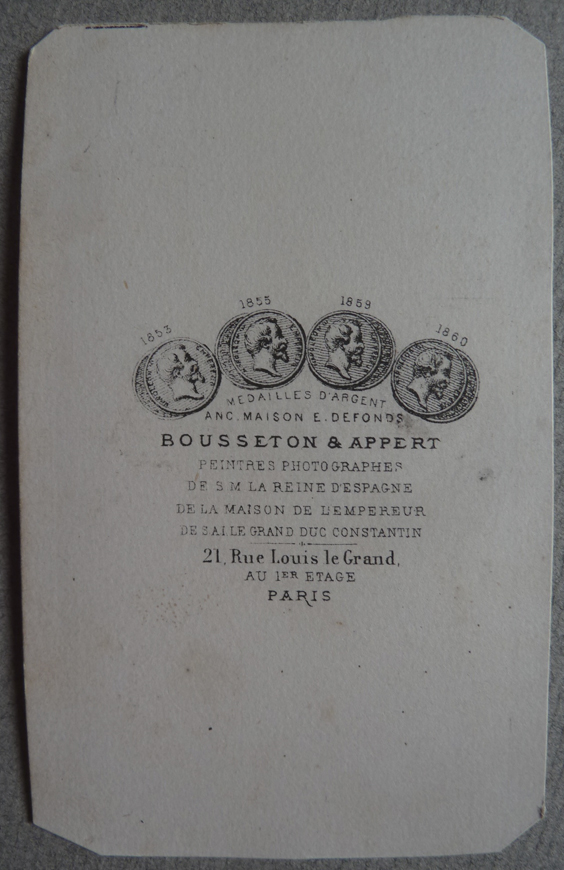 1853 1855 1859 1860
MEDAILLES D'ARGENT
ANC. MAISON E. DEFONDS
BOUSSETON & APPERT
PEINTRES PHOTOGRAPHES
DE S M LA REINE D'ESPAGNE
DE LA MAISON DE L'EMPEREUR
DE S A I LE GRAND DUC CONSTANTIN
21, Rue Louis le Grand,
AU 1ER ETAGE
PARIS